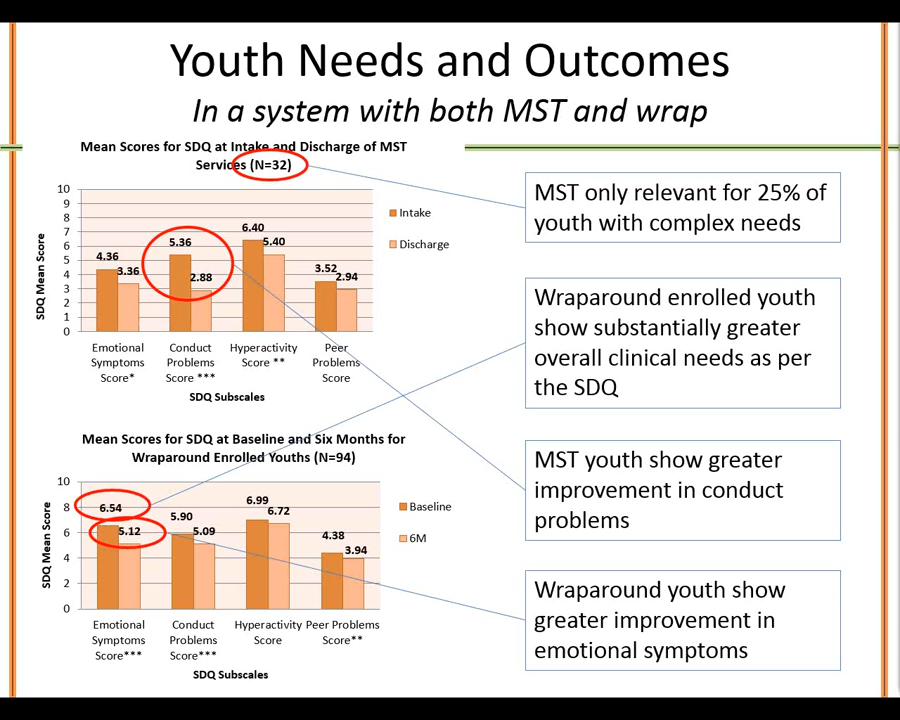 Youth Needs and Outcomes
In a system with both MST and wrap
Mean Scores for SDQ at Intake and Discharge of MST
Services (N=32)
10
9
8
7
6
5
4
3
2
1
0
SDQ Mean Score
4.36
3.36
5.36
2.88
6.40
5.40
3.52
2.94
Intake
Discharge
Emotional
Symptoms
Score*
Conduct
Problems
Score ***
Hyperactivity
Score **
Peer
Problems
Score
SDQ Subscales
MST only relevant for 25% of
youth with complex needs
Wraparound enrolled youth
show substantially greater
overall clinical needs as per
the SDQ
Mean Scores for SDQ at Baseline and Six Months for
Wraparound Enrolled Youths (N=94)
10
8
6
4
2
0
SDQ Mean Score
6.54
5.12
5.90
5.09
6.99
6.72
4.38
3.94
Baseline
6M
Emotional
Symptoms
Score***
Conduct
Problems
Score***
Hyperactivity
Score
Peer Problems
Score**
SDQ Subscales
MST youth show greater
improvement in conduct
problems
Wraparound youth show
greater improvement in
emotional symptoms